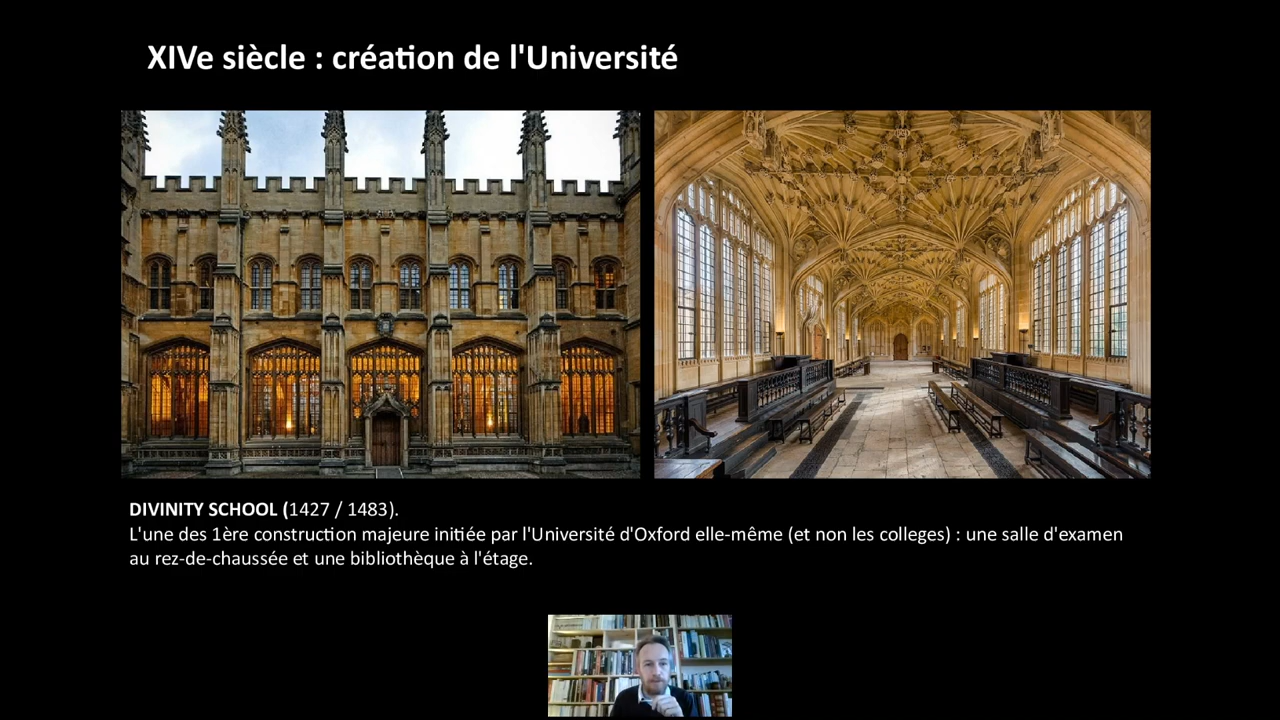 XIVe siècle : création de l'Université
DIVINITY SCHOOL (1427 / 1483).
L'une des 1ère construction majeure initiée par l'Université d'Oxford elle-même (et non les colleges) : une salle d'examen
au rez-de-chaussée et une bibliothèque à l'étage.